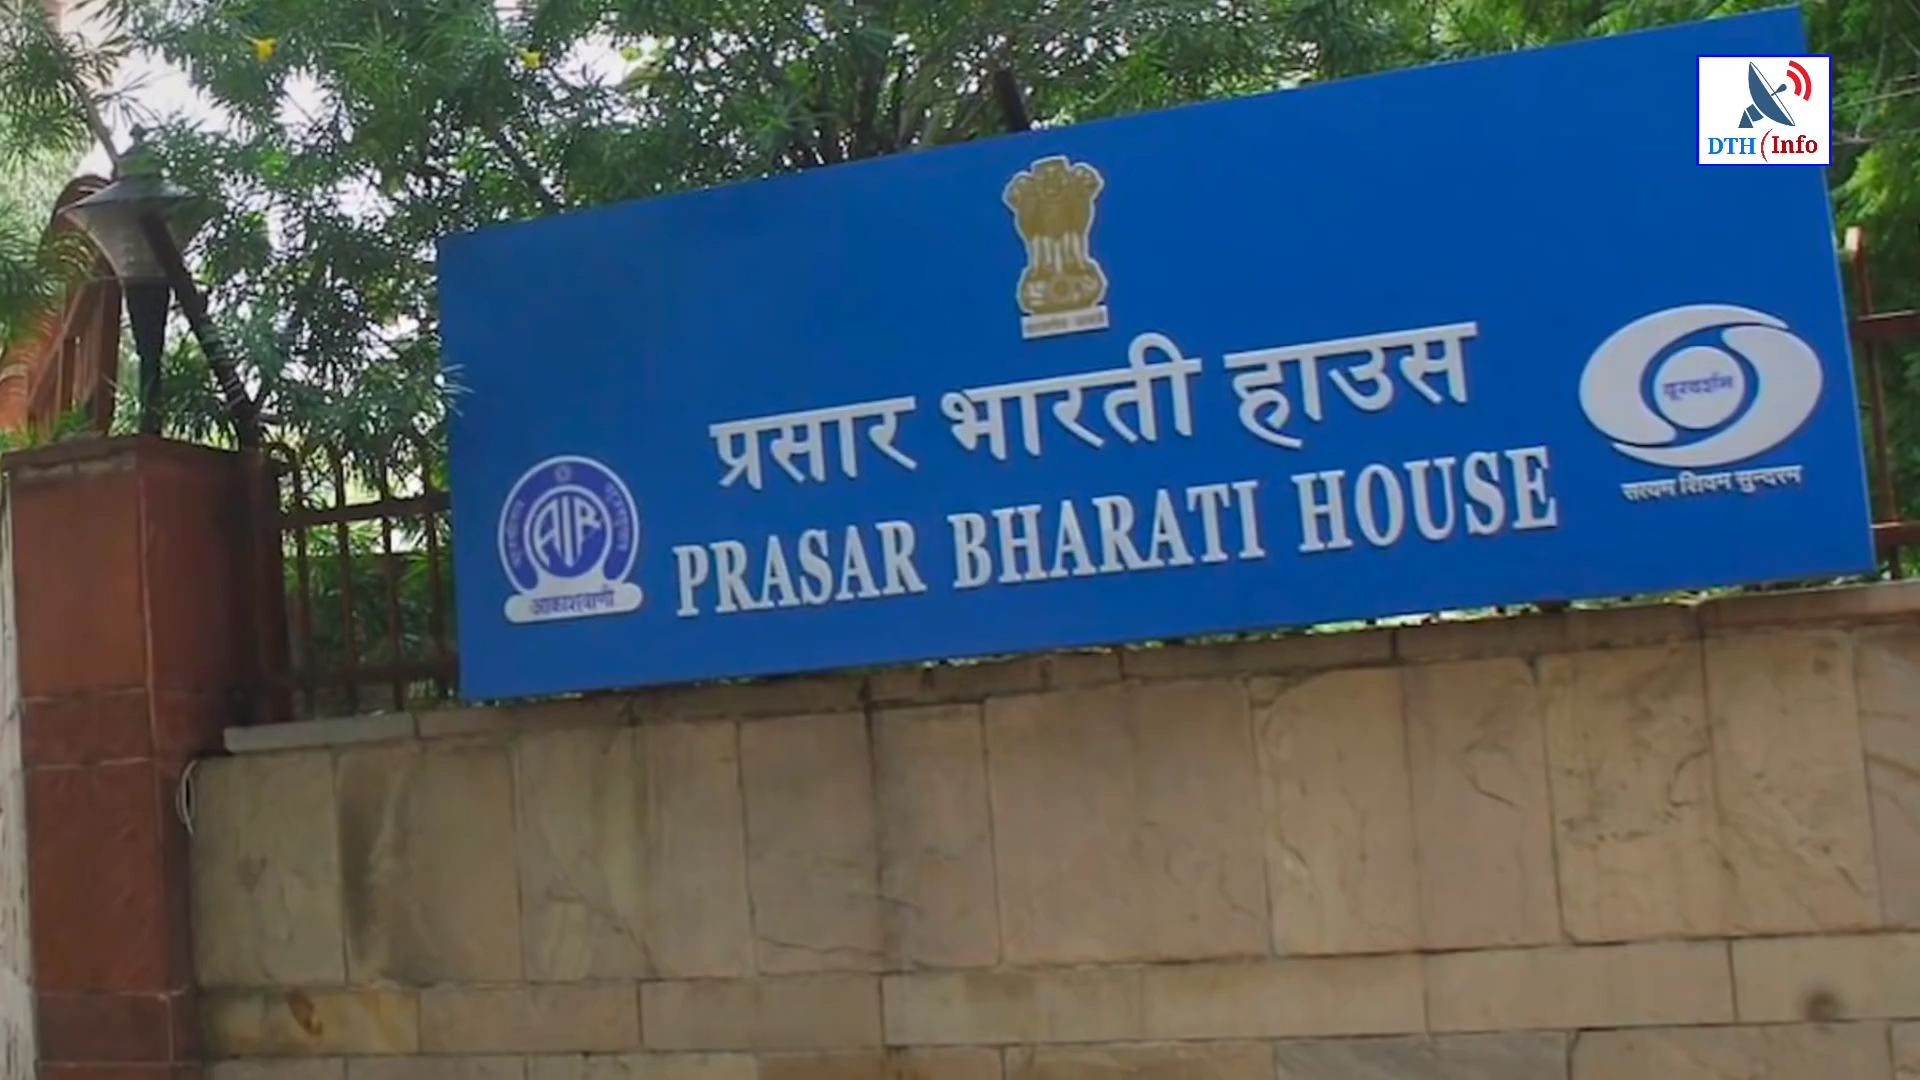 DTH Info
प्रसार भारती हाउस
PRASAR BHARATI HOUSE
AIR
आकाशवाणी
दूरदर्शन
सत्यम शिवम सुन्दरम